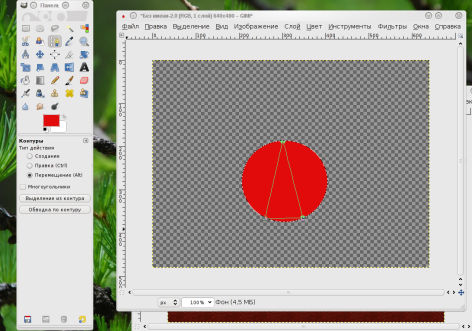 Панель
*Без имени-2.0 (RGB, 1 слой) 640x480 – GIMP
Файл Правка Выделение Вид Изображение Слой Цвет Инструменты Фильтры Окна Справка
Контуры
Тип действия
Создание
Правка (Ctrl)
Перемещение (Alt)
Многоугольники
Выделение из контура
Обводка по контуру
px 100% Фон (4,5 МБ)